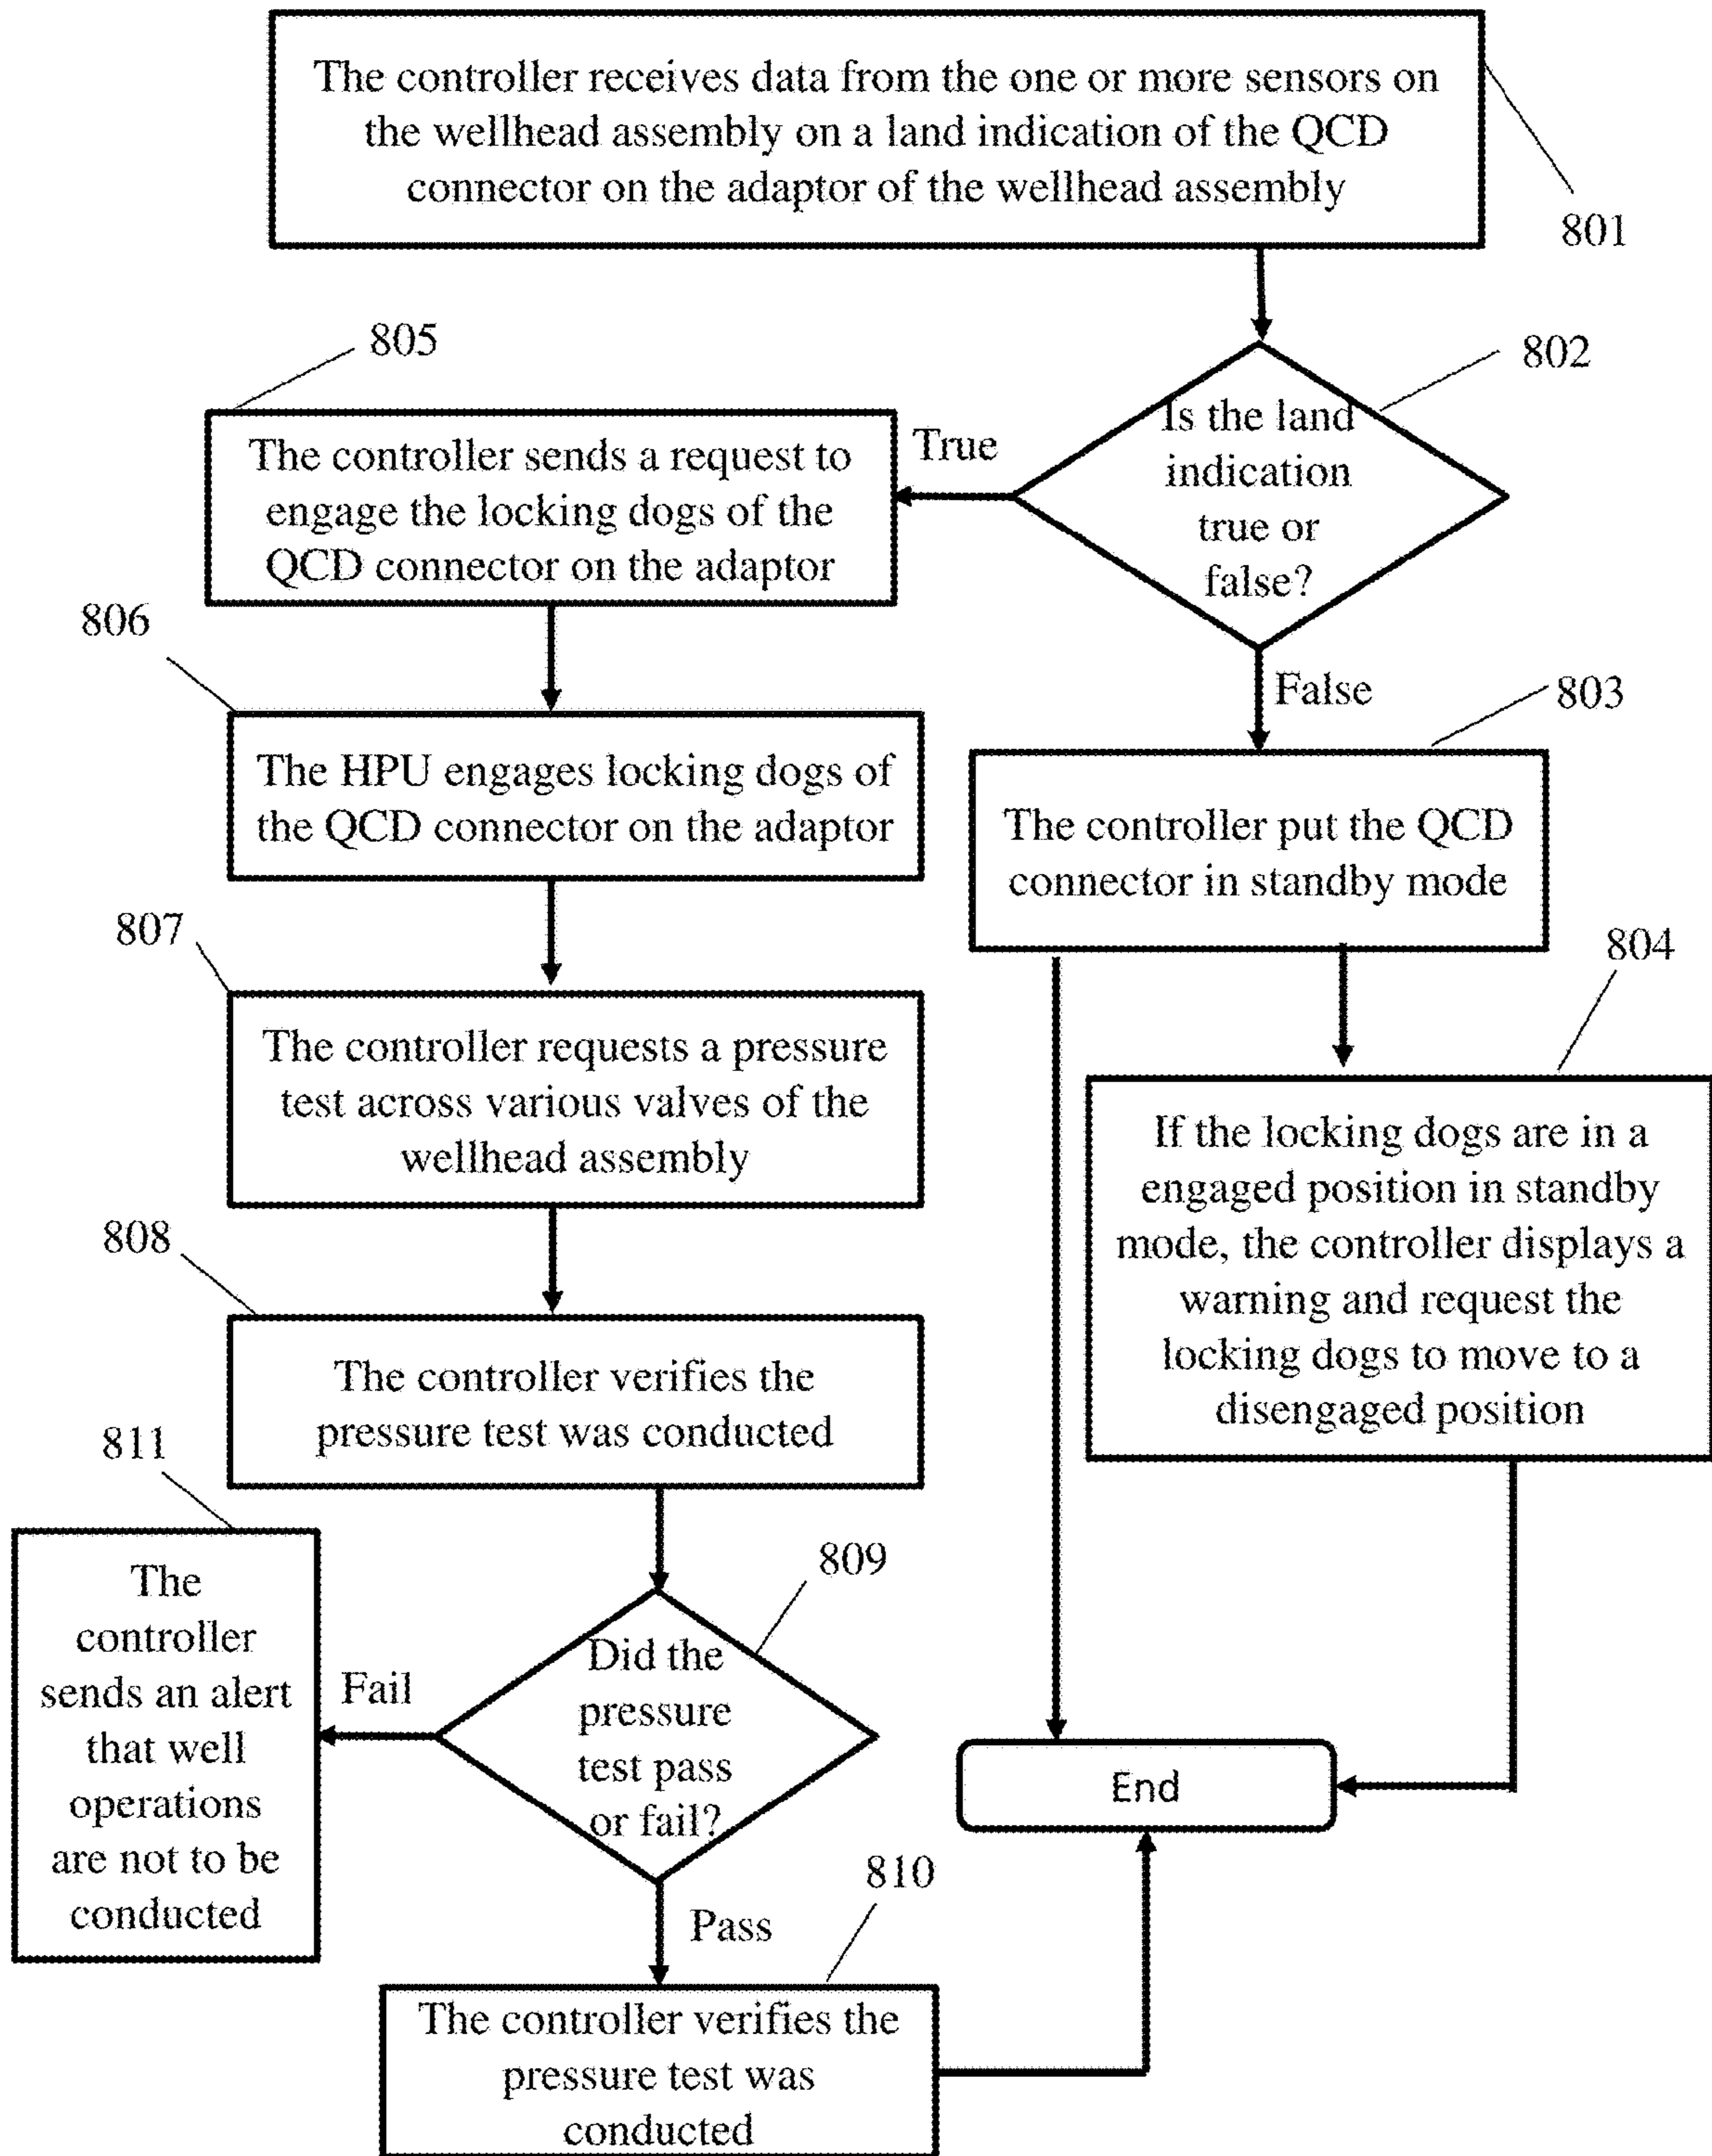 The controller receives data from the one or more sensors on
the wellhead assembly on a land indication of the QCD
connector on the adaptor of the wellhead assembly
801
802
Is the land
indication
true or
false?
True
805
The controller sends a request to
engage the locking dogs of the
QCD connector on the adaptor
False
803
The controller put the QCD
connector in standby mode
806
The HPU engages locking dogs of
the QCD connector on the adaptor
804
If the locking dogs are in a
engaged position in standby
mode, the controller displays a
warning and request the
locking dogs to move to a
disengaged position
807
The controller requests a pressure
test across various valves of the
wellhead assembly
808
The controller verifies the
pressure test was conducted
809
Did the
pressure
test pass
or fail?
Fail
811
The
controller
sends an alert
that well
operations
are not to be
conducted
Pass
810
The controller verifies the
pressure test was
conducted
End